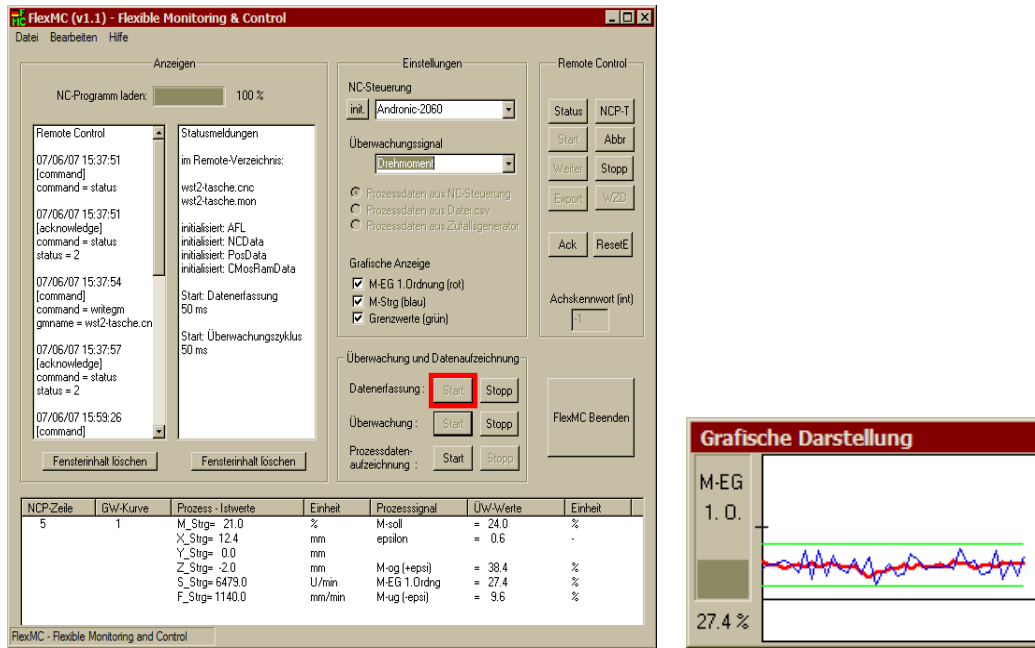 FlexMC (v1.1) - Flexible Monitoring & Control
Datei Bearbeiten Hilfe
Anzeigen
NC-Programm laden: 100 %
Remote Control
07/06/07 15:37:51
[command]
command = status
07/06/07 15:37:51
[acknowledge]
command = status
status = 2
07/06/07 15:37:54
[command]
command = writegm
gmname = wst2-tasche.cn
07/06/07 15:37:57
[acknowledge]
command = status
status = 2
07/06/07 15:59:26
[command]
Fensterinhalt löschen
Statusmeldungen
im Remote-Verzeichnis:
wst2-tasche.cnc
wst2-tasche.mon
initialisiert: AFL
initialisiert: NCData
initialisiert: PosData
initialisiert: CMosRamData
Start: Datenerfassung
50 ms
Start: Überwachungszyklus
50 ms
Fensterinhalt löschen
Einstellungen
NC-Steuerung
init. Andronic-2060
Überwachungssignal
Drehmoment
Prozessdaten aus NC-Steuerung
Prozessdaten aus Datei.csv
Prozessdaten aus Zufallsgenerator
Grafische Anzeige
M-EG 1.Ordnung (rot)
M-Strg (blau)
Grenzwerte (grün)
Überwachung und Datenaufzeichnung
Datenerfassung : Start Stopp
Überwachung : Start Stopp
Prozessdaten-
aufzeichnung : Start Stopp
Remote Control
Status NCP-T
Start Abbr
Weiter Stopp
Export WZD
Ack ResetE
Achskennwort (int)
-1
FlexMC Beenden
NCP-Zeile GW-Kurve Prozess - Istwerte Einheit Prozesssignal ÜW-Werte Einheit
5 1 M_Strg= 21.0 % M-soll = 24.0 %
X_Strg= 12.4 mm epsilon = 0.6 -
Y_Strg= 0.0 mm
Z_Strg= -2.0 mm M-og (+epsi) = 38.4 %
S_Strg= 6479.0 U/min M-EG 1.Ordng = 27.4 %
F_Strg= 1140.0 mm/min M-ug (-epsi) = 9.6 %
FlexMC - Flexible Monitoring and Control
Grafische Darstellung
M-EG
1. O.
27.4 %